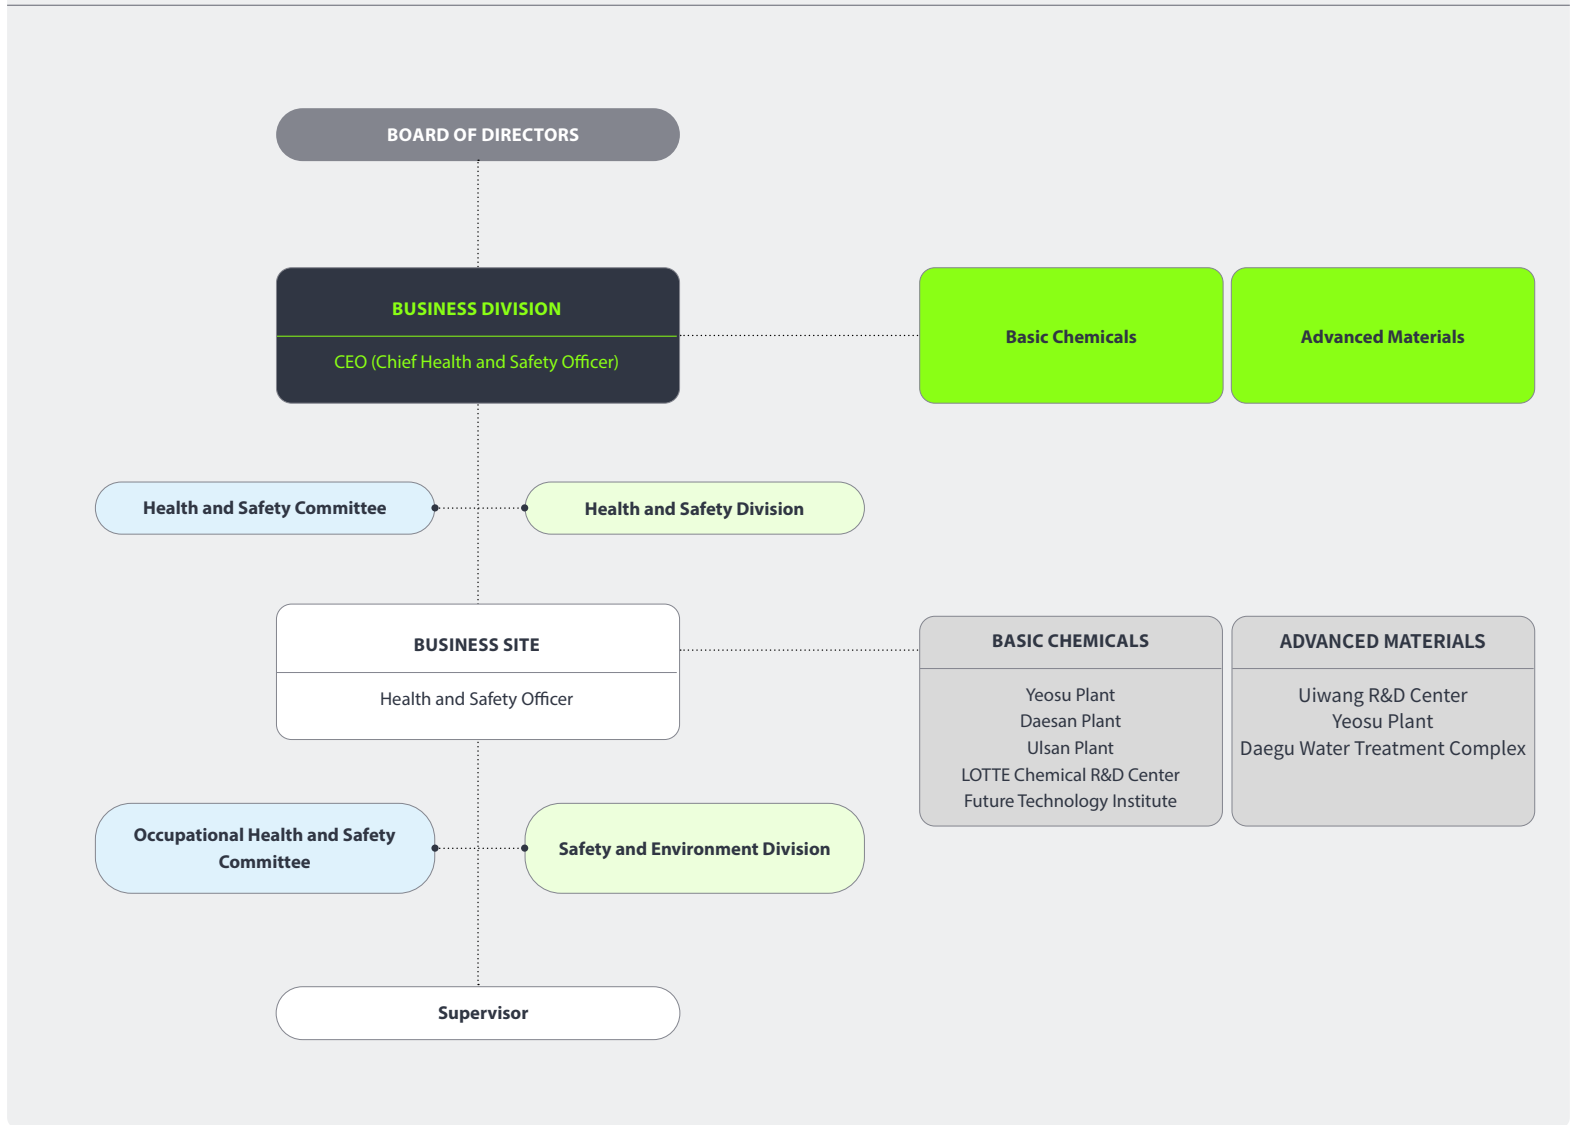 BOARD OF DIRECTORS
BUSINESS DIVISION
CEO (Chief Health and Safety Officer)
Basic Chemicals
Advanced Materials
Health and Safety Committee
Health and Safety Division
BUSINESS SITE
Health and Safety Officer
BASIC CHEMICALS
Yeosu Plant
Daesan Plant
Ulsan Plant
LOTTE Chemical R&D Center
Future Technology Institute
ADVANCED MATERIALS
Uiwang R&D Center
Yeosu Plant
Daegu Water Treatment Complex
Occupational Health and Safety
Committee
Safety and Environment Division
Supervisor